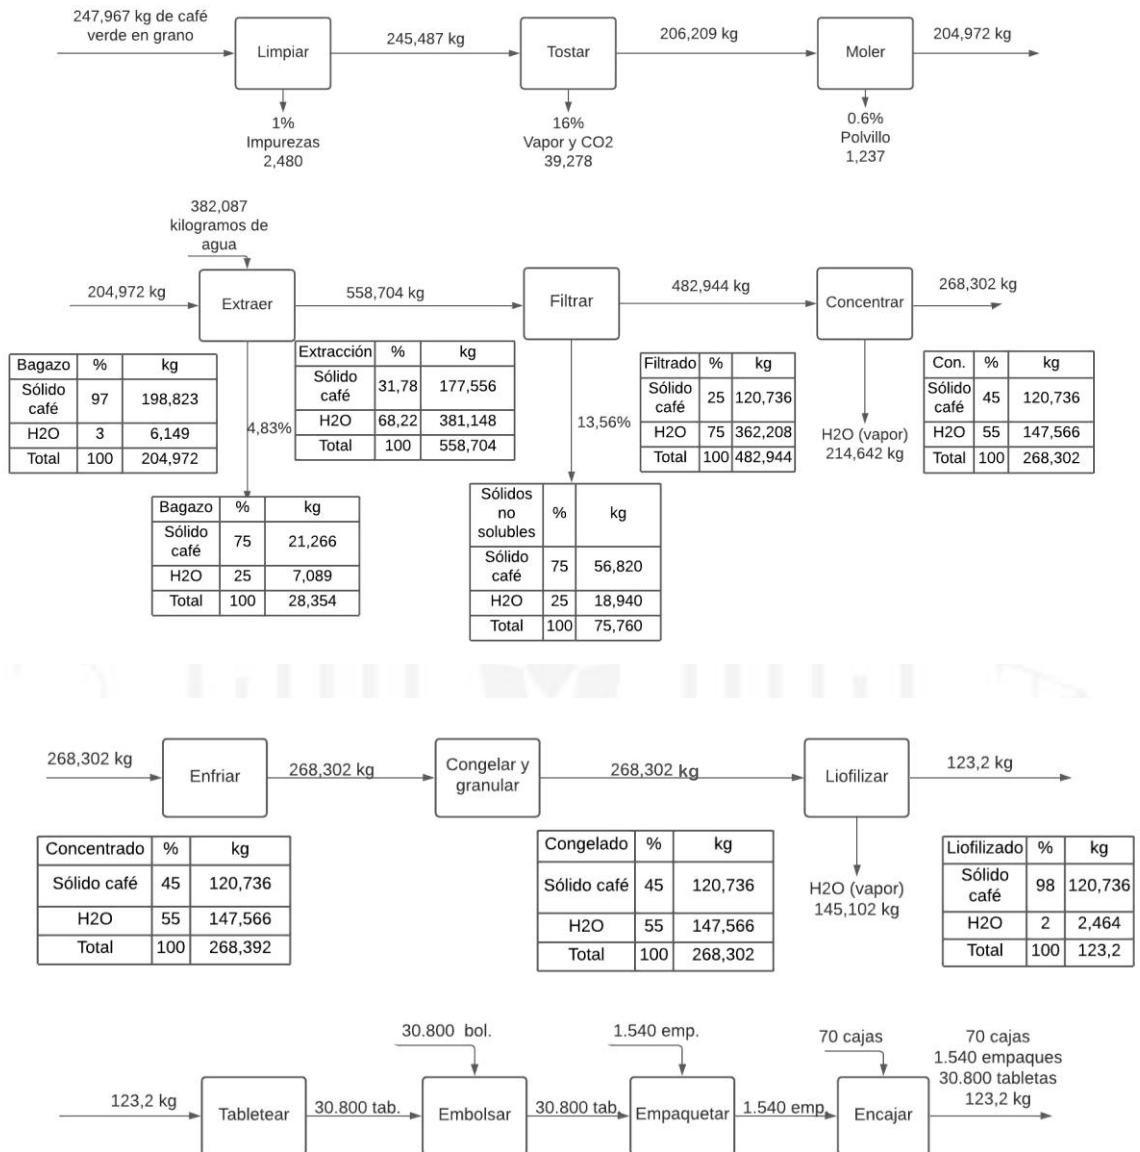 247,967 kg de café
verde en grano
Limpiar
245,487 kg
Tostar
206,209 kg
Moler
204,972 kg
1%
Impurezas
2,480
16%
Vapor y CO2
39,278
0.6%
Polvillo
1,237
382,087
kilogramos de
agua
204,972 kg
Extraer
558,704 kg
Filtrar
482,944 kg
Concentrar
268,302 kg
Bagazo % kg
Sólido café 97 198,823
H2O 3 6,149
Total 100 204,972
4,83%
Extracción % kg
Sólido café 31,78 177,556
H2O 68,22 381,148
Total 100 558,704
13,56%
Filtrado % kg
Sólido café 25 120,736
H2O 75 362,208
Total 100 482,944
H2O (vapor)
214,642 kg
Con. % kg
Sólido café 45 120,736
H2O 55 147,566
Total 100 268,302
Bagazo % kg
Sólido café 75 21,266
H2O 25 7,089
Total 100 28,354
Sólidos no solubles % kg
Sólido café 75 56,820
H2O 25 18,940
Total 100 75,760
268,302 kg
Enfriar
268,302 kg
Congelar y
granular
268,302 kg
Liofilizar
123,2 kg
Concentrado % kg
Sólido café 45 120,736
H2O 55 147,566
Total 100 268,392
Congelado % kg
Sólido café 45 120,736
H2O 55 147,566
Total 100 268,302
H2O (vapor)
145,102 kg
Liofilizado % kg
Sólido café 98 120,736
H2O 2 2,464
Total 100 123,2
30.800 bol.
1.540 emp.
70 cajas
70 cajas
1.540 empaques
30.800 tabletas
123,2 kg
123,2 kg
Tabletear
30.800 tab.
Embolsar
30.800 tab.
Empaquetar
1.540 emp.
Encajar